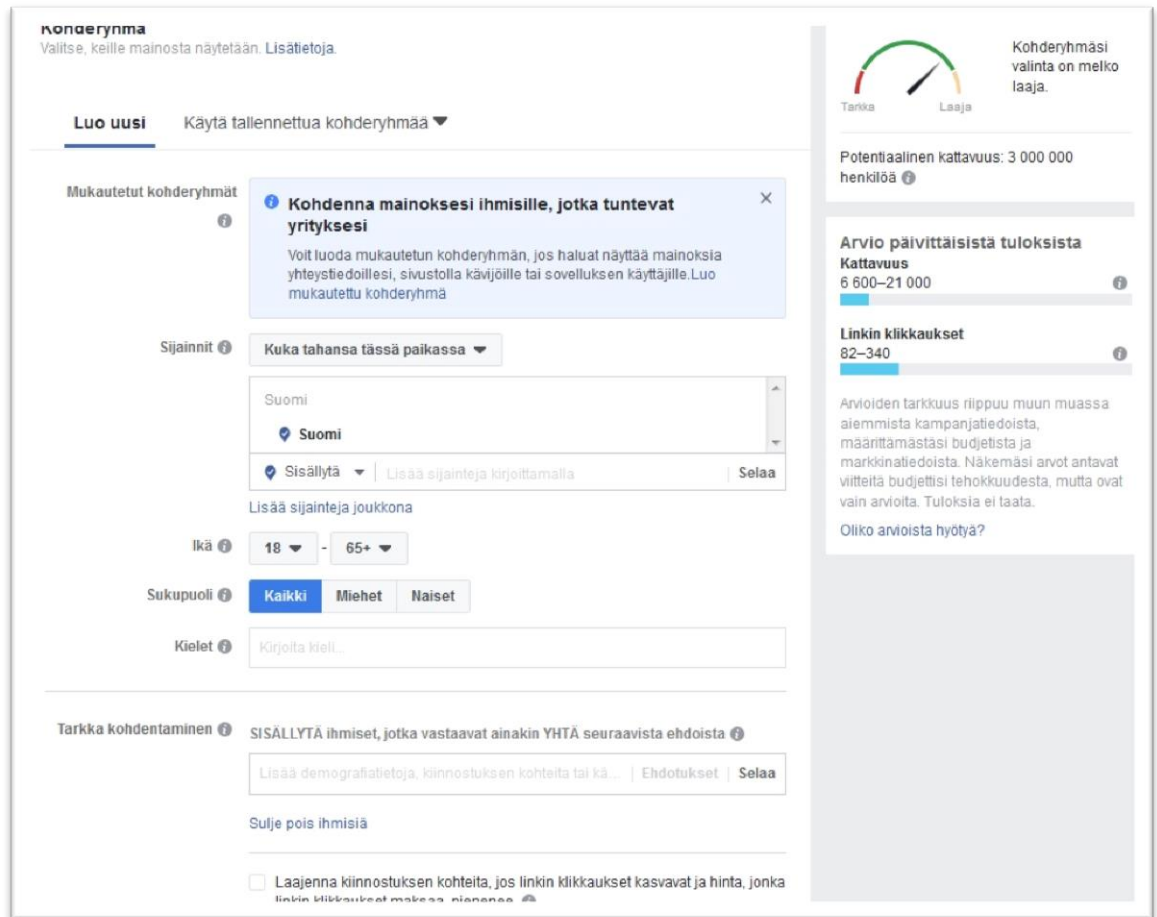 Kohderyhmä
Valitse, keille mainosta näytetään. Lisätietoja.
Luo uusi
Käytä tallennettua kohderyhmää
Mukautetut kohderyhmät
Kohdenna mainoksesi ihmisille, jotka tuntevat
yrityksesi
Voit luoda mukautetun kohderyhmän, jos haluat näyttää mainoksia
yhteystiedoillesi, sivustolla kävijöille tai sovelluksen käyttäjille.Luo
mukautettu kohderyhmä
Sijainnit
Kuka tahansa tässä paikassa
Suomi
Suomi
Sisällytä
Lisää sijainteja kirjoittamalla
Selaa
Lisää sijainteja joukkona
Ikä
18 - 65+
Sukupuoli
Kaikki Miehet Naiset
Kielet
Kirjoita kieli...
Tarkka kohdentaminen
SISÄLLYTÄ ihmiset, jotka vastaavat ainakin YHTÄ seuraavista ehdoista
Lisää demografiatietoja, kiinnostuksen kohteita tai kä... | Ehdotukset | Selaa
Sulje pois ihmisiä
Laajenna kiinnostuksen kohteita, jos linkin klikkaukset kasvavat ja hinta, jonka
linkin klikkaukset maksaa, pienenee.
Tarkka
Laaja
Kohderyhmäsi
valinta on melko
laaja.
Potentiaalinen kattavuus: 3 000 000
henkilöä
Arvio päivittäisistä tuloksista
Kattavuus
6 600–21 000
Linkin klikkaukset
82–340
Arvioiden tarkkuus riippuu muun muassa
aiemmista kampanjatiedoista,
määrittämästäsi budjetista ja
markkinatiedoista. Näkemäsi arvot antavat
viitteitä budjettisi tehokkuudesta, mutta ovat
vain arvioita. Tuloksia ei taata.
Oliko arvioista hyötyä?